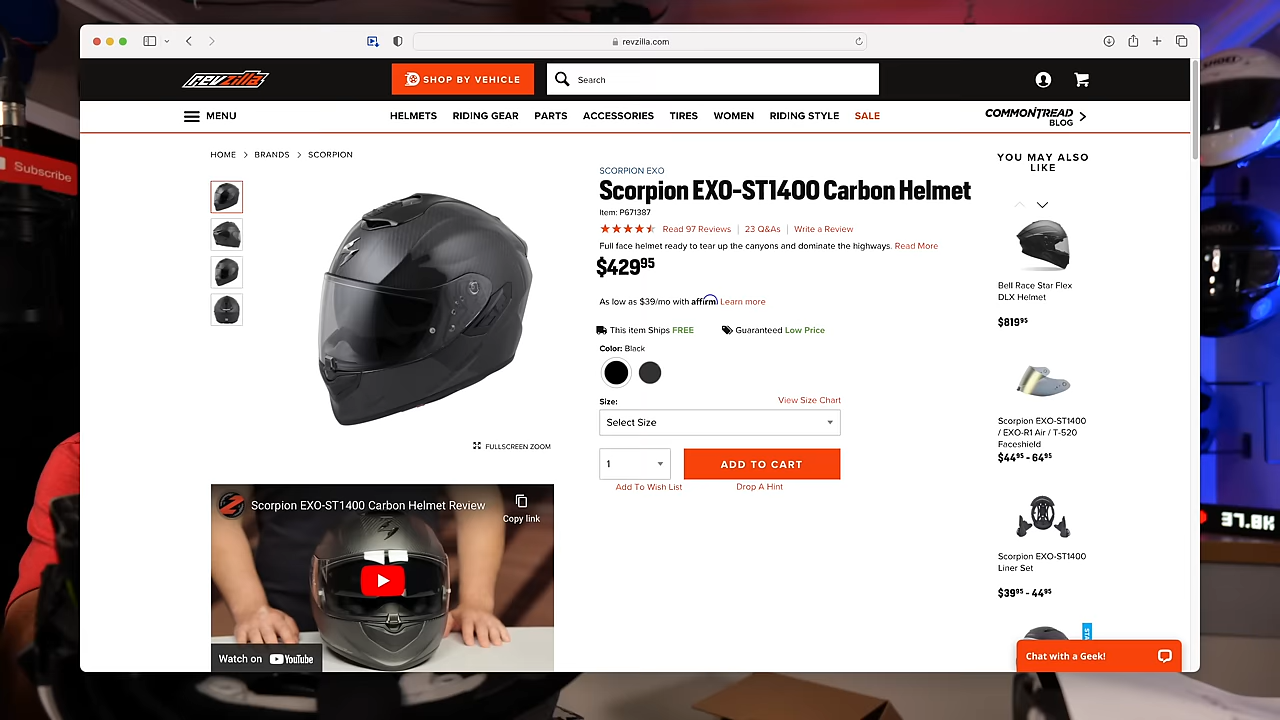 revzilla.com
revzilla
SHOP BY VEHICLE
Search
MENU
HELMETS RIDING GEAR PARTS ACCESSORIES TIRES WOMEN RIDING STYLE SALE
COMMON TREAD
BLOG
HOME > BRANDS > SCORPION
YOU MAY ALSO
LIKE
SCORPION EXO
Scorpion EXO-ST1400 Carbon Helmet
Item: P671387
Read 97 Reviews | 23 Q&As | Write a Review
Full face helmet ready to tear up the canyons and dominate the highways. Read More
$429.95
As low as $39/mo with affirm Learn more
This item Ships FREE
Guaranteed Low Price
Color: Black
Size:
View Size Chart
Select Size
1
ADD TO CART
Add To Wish List
Drop A Hint
FULLSCREEN ZOOM
Scorpion EXO-ST1400 Carbon Helmet Review
Copy link
Watch on YouTube
Bell Race Star Flex
DLX Helmet
$819.95
Scorpion EXO-ST1400
/ EXO-R1 Air / T-520
Faceshield
$44.95 - 64.95
Scorpion EXO-ST1400
Liner Set
$39.95 - 44.95
STA
Chat with a Geek!
Subscribe
SHOEI
37.8K